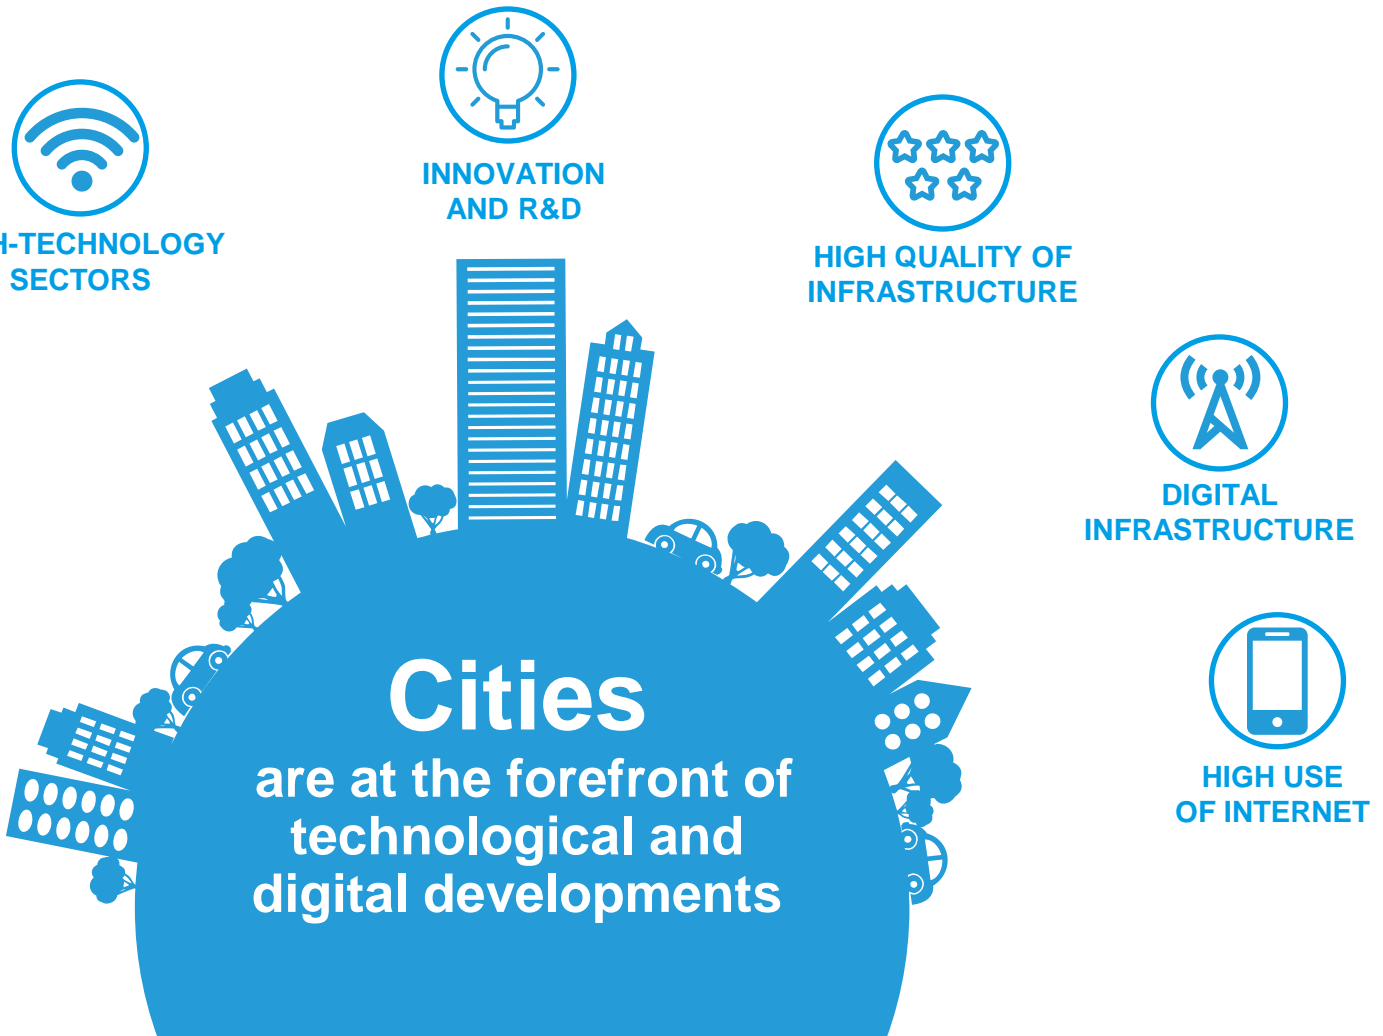 INNOVATION
AND R&D
H-TECHNOLOGY
SECTORS
HIGH QUALITY OF
INFRASTRUCTURE
DIGITAL
INFRASTRUCTURE
HIGH USE
OF INTERNET
Cities
are at the forefront of
technological and
digital developments